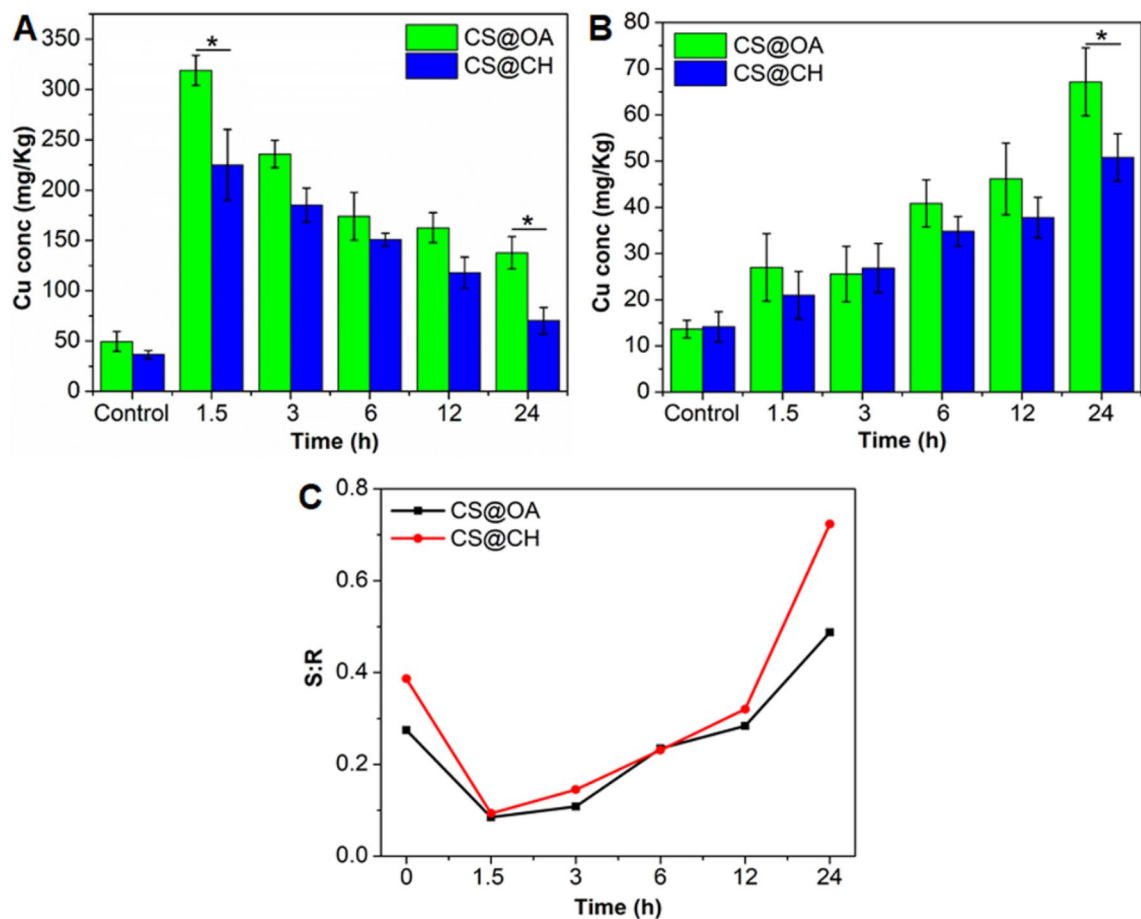 A
CS@OA
CS@CH
*
*
350
300
250
200
150
100
50
0
Cu conc (mg/Kg)
Control 1.5 3 6 12 24
Time (h)
B
CS@OA
CS@CH
*
80
70
60
50
40
30
20
10
0
Cu conc (mg/Kg)
Control 1.5 3 6 12 24
Time (h)
C
CS@OA
CS@CH
0.8
0.6
0.4
0.2
0.0
S:R
0 1.5 3 6 12 24
Time (h)